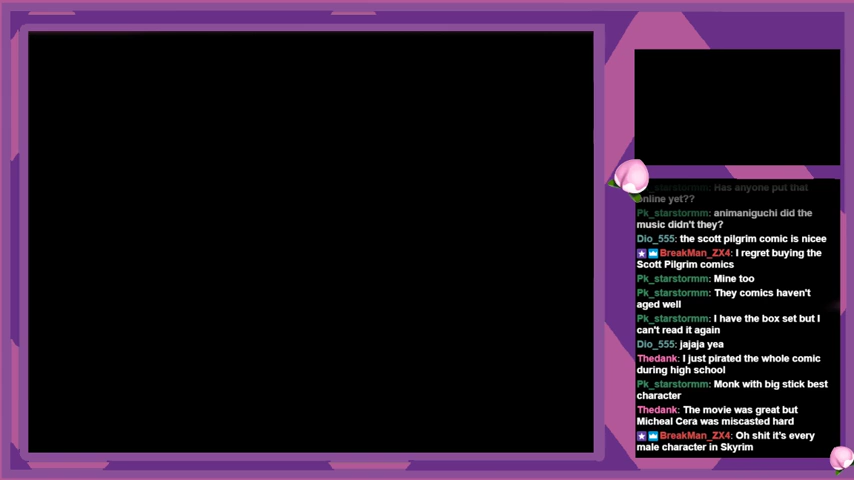 Pk_starstormm: Has anyone put that
online yet??
Pk_starstormm: animaniguchi did the
music didn't they?
Dio_555: the scott pilgrim comic is nicee
BreakMan_ZX4: I regret buying the
Scott Pilgrim comics
Pk_starstormm: Mine too
Pk_starstormm: They comics haven't
aged well
Pk_starstormm: I have the box set but I
can't read it again
Dio_555: jajaja yea
Thedank: I just pirated the whole comic
during high school
Pk_starstormm: Monk with big stick best
character
Thedank: The movie was great but
Micheal Cera was miscasted hard
BreakMan_ZX4: Oh shit it's every
male character in Skyrim